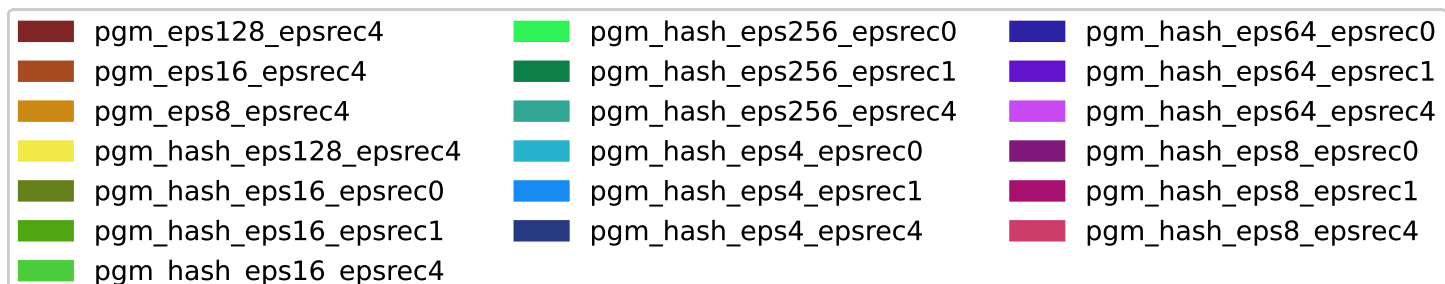 pgm_eps128_epsrec4
pgm_eps16_epsrec4
pgm_eps8_epsrec4
pgm_hash_eps128_epsrec4
pgm_hash_eps16_epsrec0
pgm_hash_eps16_epsrec1
pgm_hash_eps16_epsrec4
pgm_hash_eps256_epsrec0
pgm_hash_eps256_epsrec1
pgm_hash_eps256_epsrec4
pgm_hash_eps4_epsrec0
pgm_hash_eps4_epsrec1
pgm_hash_eps4_epsrec4
pgm_hash_eps64_epsrec0
pgm_hash_eps64_epsrec1
pgm_hash_eps64_epsrec4
pgm_hash_eps8_epsrec0
pgm_hash_eps8_epsrec1
pgm_hash_eps8_epsrec4